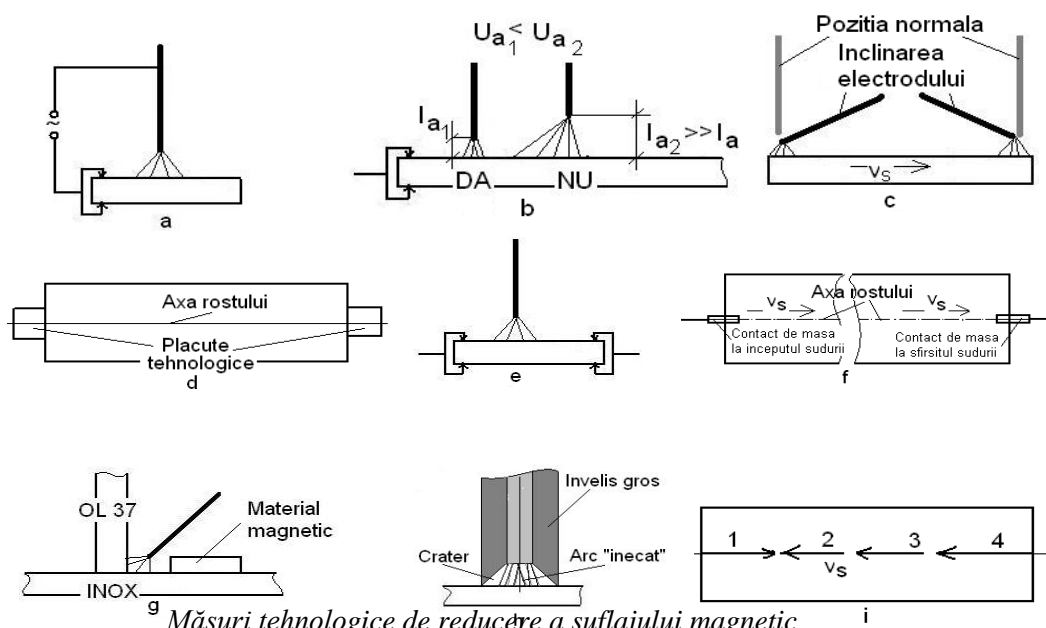 ~
a
Ua1 < Ua2
la1
la2 >> la
DA NU
b
Pozitia normala
Inclinarea
electrodului
vs
c
Axa rostului
Placute
tehnologice
d
e
vs Axa rostului vs
Contact de masa
la inceputul sudurii
Contact de masa
la sfirsitul sudurii
f
OL 37
Material
magnetic
INOX
g
Invelis gros
Crater
Arc "inecat"
1 2 3 4
vs
i
Măsuri tehnologice de reducere a suflajului magnetic